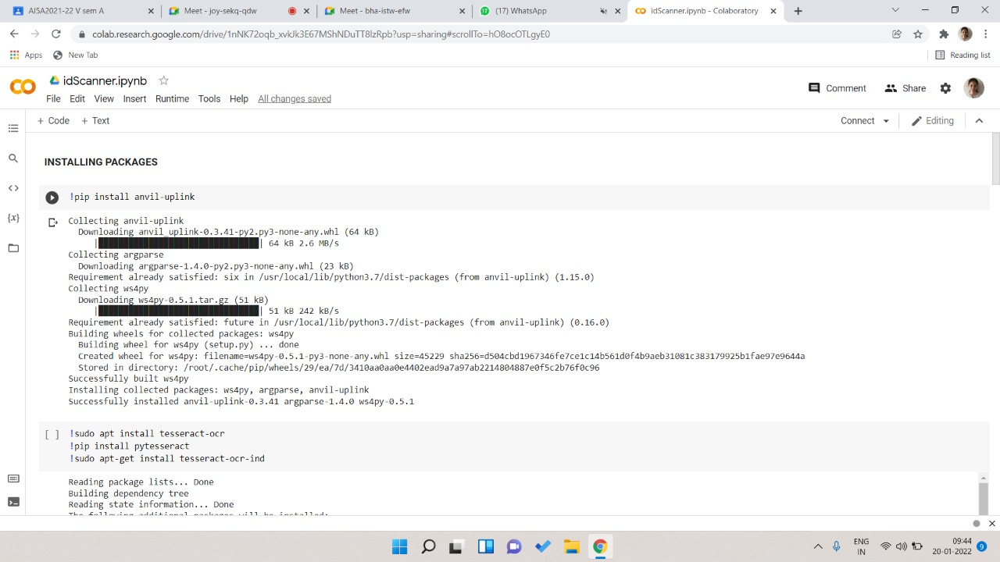 AI5A2021-22 V sem A
Meet - joy-sekq-qdw
Meet - bha-istw-efw
(17) WhatsApp
idScanner.ipynb - Colaboratory
colab.research.google.com/drive/1nNK72oqb_xvkJk3E67MShNDuTT8lzRpb?usp=sharing#scrollTo=hO8ocOTLgyE0
Apps
New Tab
Reading list
idScanner.ipynb
File Edit View Insert Runtime Tools Help All changes saved
Comment
Share
+ Code + Text
Connect
Editing
INSTALLING PACKAGES
!pip install anvil-uplink
Collecting anvil-uplink
Downloading anvil_uplink-0.3.41-py2.py3-none-any.whl (64 kB)
|████████████████████████████████| 64 kB 2.6 MB/s
Collecting argparse
Downloading argparse-1.4.0-py2.py3-none-any.whl (23 kB)
Requirement already satisfied: six in /usr/local/lib/python3.7/dist-packages (from anvil-uplink) (1.15.0)
Collecting ws4py
Downloading ws4py-0.5.1.tar.gz (51 kB)
|████████████████████████████████| 51 kB 242 kB/s
Requirement already satisfied: future in /usr/local/lib/python3.7/dist-packages (from anvil-uplink) (0.16.0)
Building wheels for collected packages: ws4py
Building wheel for ws4py (setup.py) ... done
Created wheel for ws4py: filename=ws4py-0.5.1-py3-none-any.whl size=45229 sha256=d504cbd1967346fe7ce1c14b561d0f4b9aeb31081c383179925b1fae97e9644a
Stored in directory: /root/.cache/pip/wheels/29/ea/7d/3410aa0aa0e4402ead9a7a97ab2214804887e0f5c2b76f0c96
Successfully built ws4py
Installing collected packages: ws4py, argparse, anvil-uplink
Successfully installed anvil-uplink-0.3.41 argparse-1.4.0 ws4py-0.5.1
[ ] !sudo apt install tesseract-ocr
!pip install pytesseract
!sudo apt-get install tesseract-ocr-ind
Reading package lists... Done
Building dependency tree
Reading state information... Done
The following additional packages will be installed:
ENG
IN
09:44
20-01-2022
9